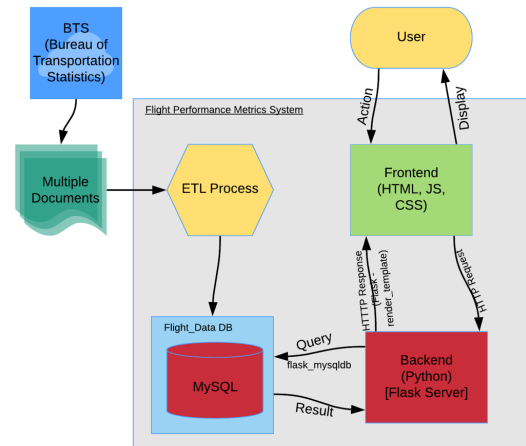 BTS
(Bureau of
Transportation
Statistics)
User
Action
Display
Flight Performance Metrics System
Multiple
Documents
ETL Process
Frontend
(HTML, JS,
CSS)
HTTTP Response
(Flask -
render_template)
HTTP Request
Flight_Data DB
MySQL
Query
flask_mysqldb
Result
Backend
(Python)
[Flask Server]